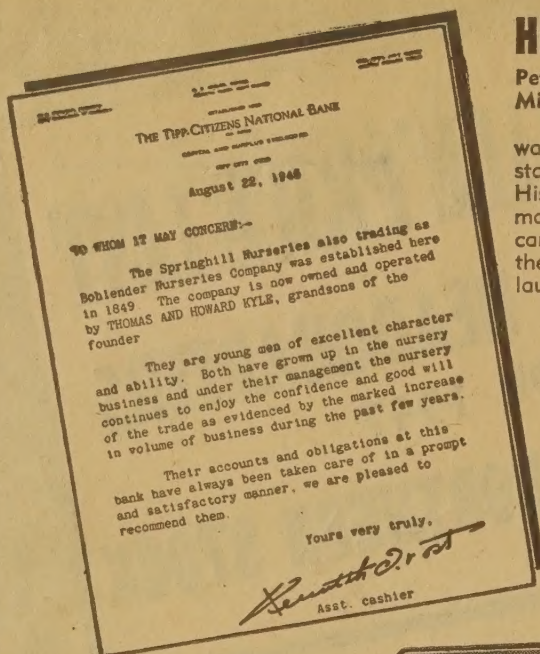 THE TIPP-CITIZENS NATIONAL BANK
CAPITAL AND SURPLUS
August 22, 1946
TO WHOM IT MAY CONCERN:-
The Springhill Nurseries also trading as
Bohlender Nurseries Company was established here
in 1849 The company is now owned and operated
by THOMAS AND HOWARD KYLE, grandsons of the
founder
They are young men of excellent character
and ability. Both have grown up in the nursery
business and under their management the nursery
continues to enjoy the confidence and good will
of the trade as evidenced by the marked increase
in volume of business during the past few years.
Their accounts and obligations at this
bank have always been taken care of in a prompt
and satisfactory manner, we are pleased to
recommend them.
Yours very truly,
Asst. cashier
H
Pe
Mi
wa
sta
His
ma
car
the
lau